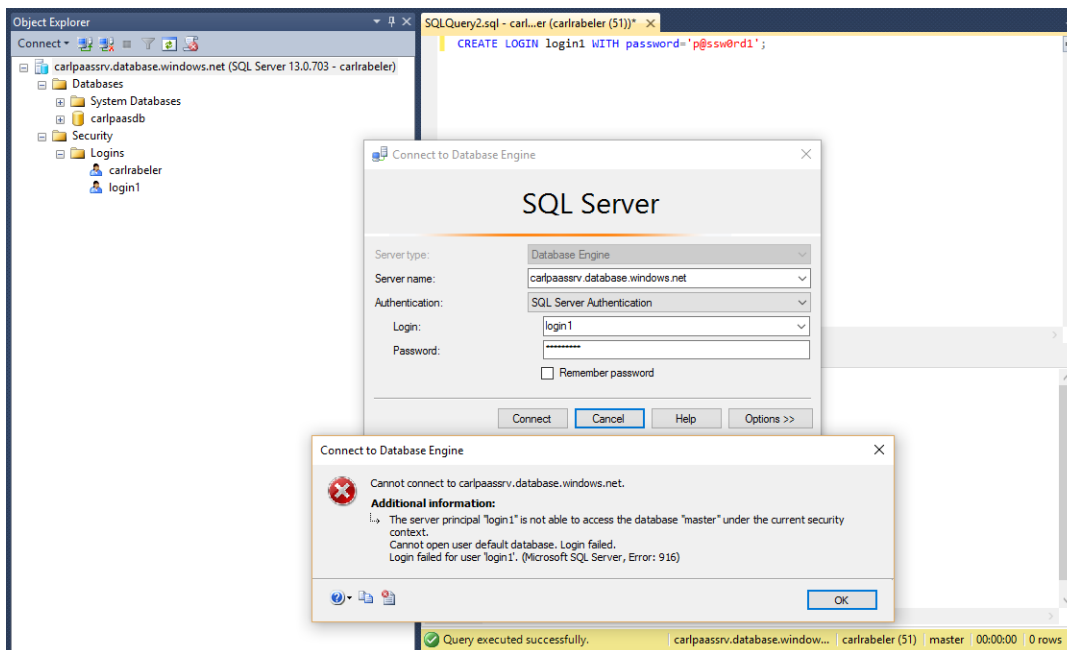 Object Explorer
Connect
carlpaassrv.database.windows.net (SQL Server 13.0.703 - carlrabeler)
Databases
System Databases
carlpaasdb
Security
Logins
carlrabeler
login1
SQLQuery2.sql - carl...er (carlrabeler (51))*
CREATE LOGIN login1 WITH password='p@ssw0rd1';
Connect to Database Engine
SQL Server
Server type:
Database Engine
Server name:
carlpaassrv.database.windows.net
Authentication:
SQL Server Authentication
Login:
login1
Password:
*********
Remember password
Connect
Cancel
Help
Options >>
Connect to Database Engine
Cannot connect to carlpaassrv.database.windows.net.
Additional information:
The server principal "login1" is not able to access the database "master" under the current security
context.
Cannot open user default database. Login failed.
Login failed for user 'login1'. (Microsoft SQL Server, Error: 916)
OK
Query executed successfully.
carlpaassrv.database.window...
carlrabeler (51)
master
00:00:00
0 rows